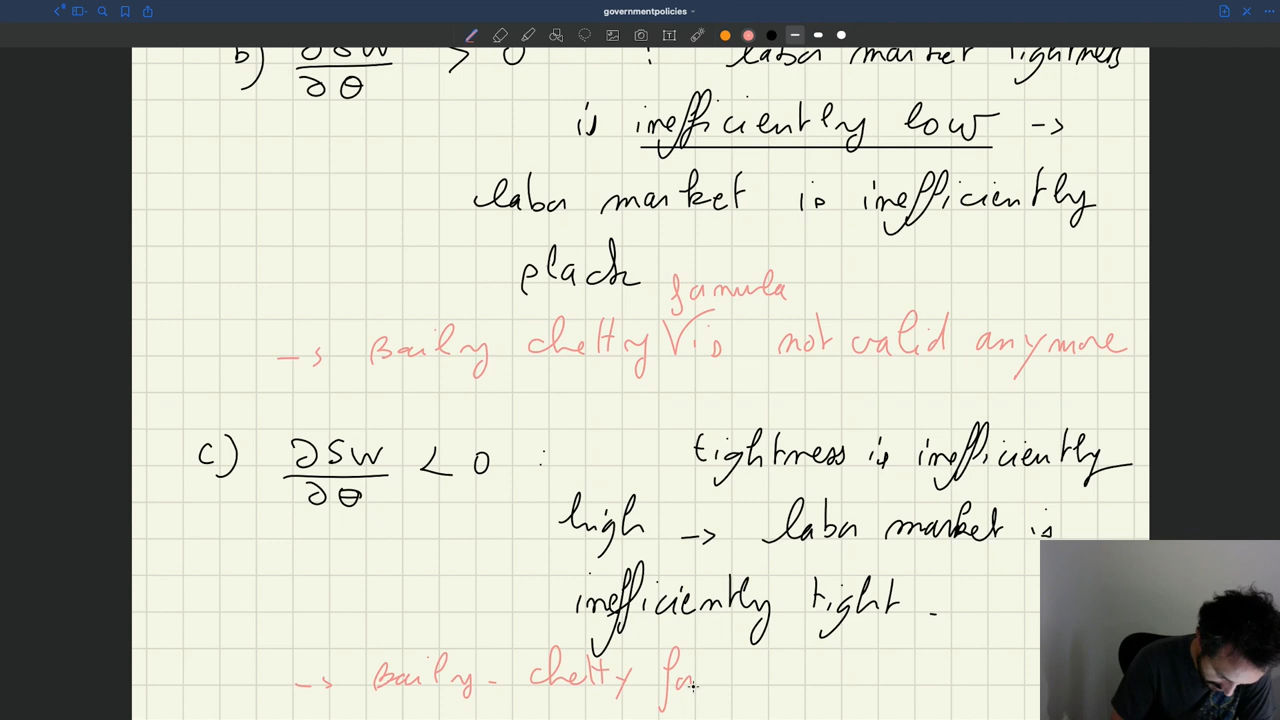 governmentpolicies
b) ∂SW/∂θ > 0 : labor market tightness
is inefficiently low ->
labor market is inefficiently
slack
formula
-> Baily chetty is not valid anymore
c) ∂SW/∂θ < 0 : tightness is inefficiently
high -> labor market is
inefficiently tight.
-> Baily-chetty fo